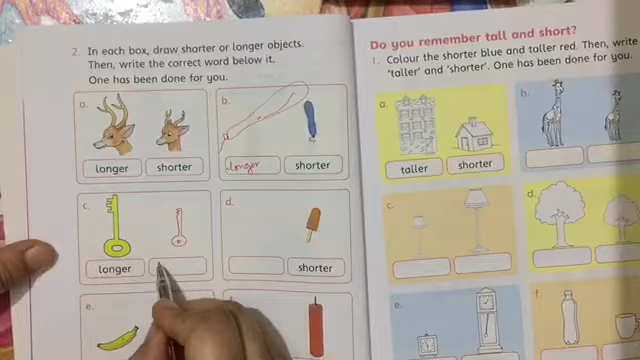 2. In each box, draw shorter or longer objects.
Then, write the correct word below it.
One has been done for you.
a.
longer
shorter
b.
longer
shorter
c.
longer
d.
shorter
e.
Do you remember tall and short?
1. Colour the shorter blue and taller red. Then, write
'taller' and 'shorter'. One has been done for you.
a.
taller
shorter
b.
c.
d.
e.
f.